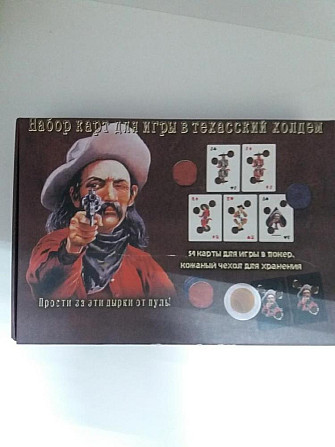 Набор карт для игры в техасский холдем
54 карты для игры в покер,
кожаный чехол для хранения
Прости за эти дырки от пуль!